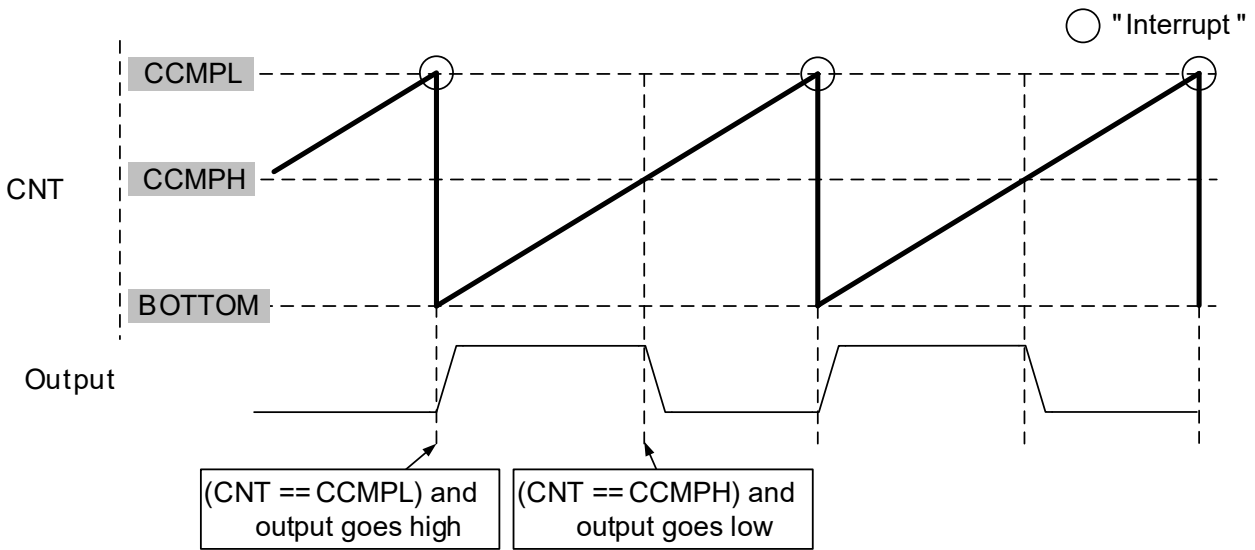 "Interrupt"
CCMPL
CCMPH
CNT
BOTTOM
Output
(CNT == CCMPL) and
output goes high
(CNT == CCMPH) and
output goes low